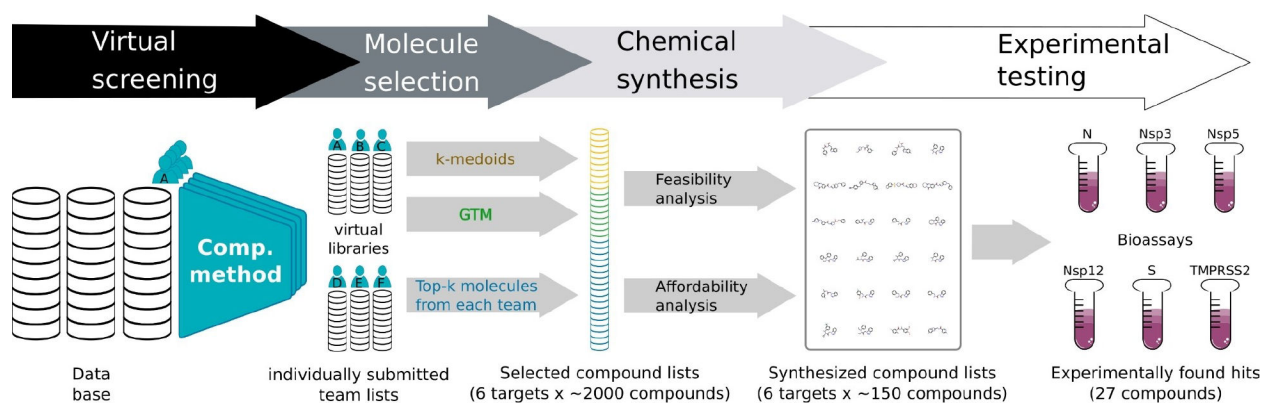 Virtual
screening
Molecule
selection
Chemical
synthesis
Experimental
testing
A
Comp.
method
Data
base
A B C
virtual
libraries
D E F
individually submitted
team lists
k-medoids
GTM
Top-k molecules
from each team
Selected compound lists
(6 targets x ~2000 compounds)
Feasibility
analysis
Affordability
analysis
Synthesized compound lists
(6 targets x ~150 compounds)
N Nsp3 Nsp5
Bioassays
Nsp12 S TMPRSS2
Experimentally found hits
(27 compounds)